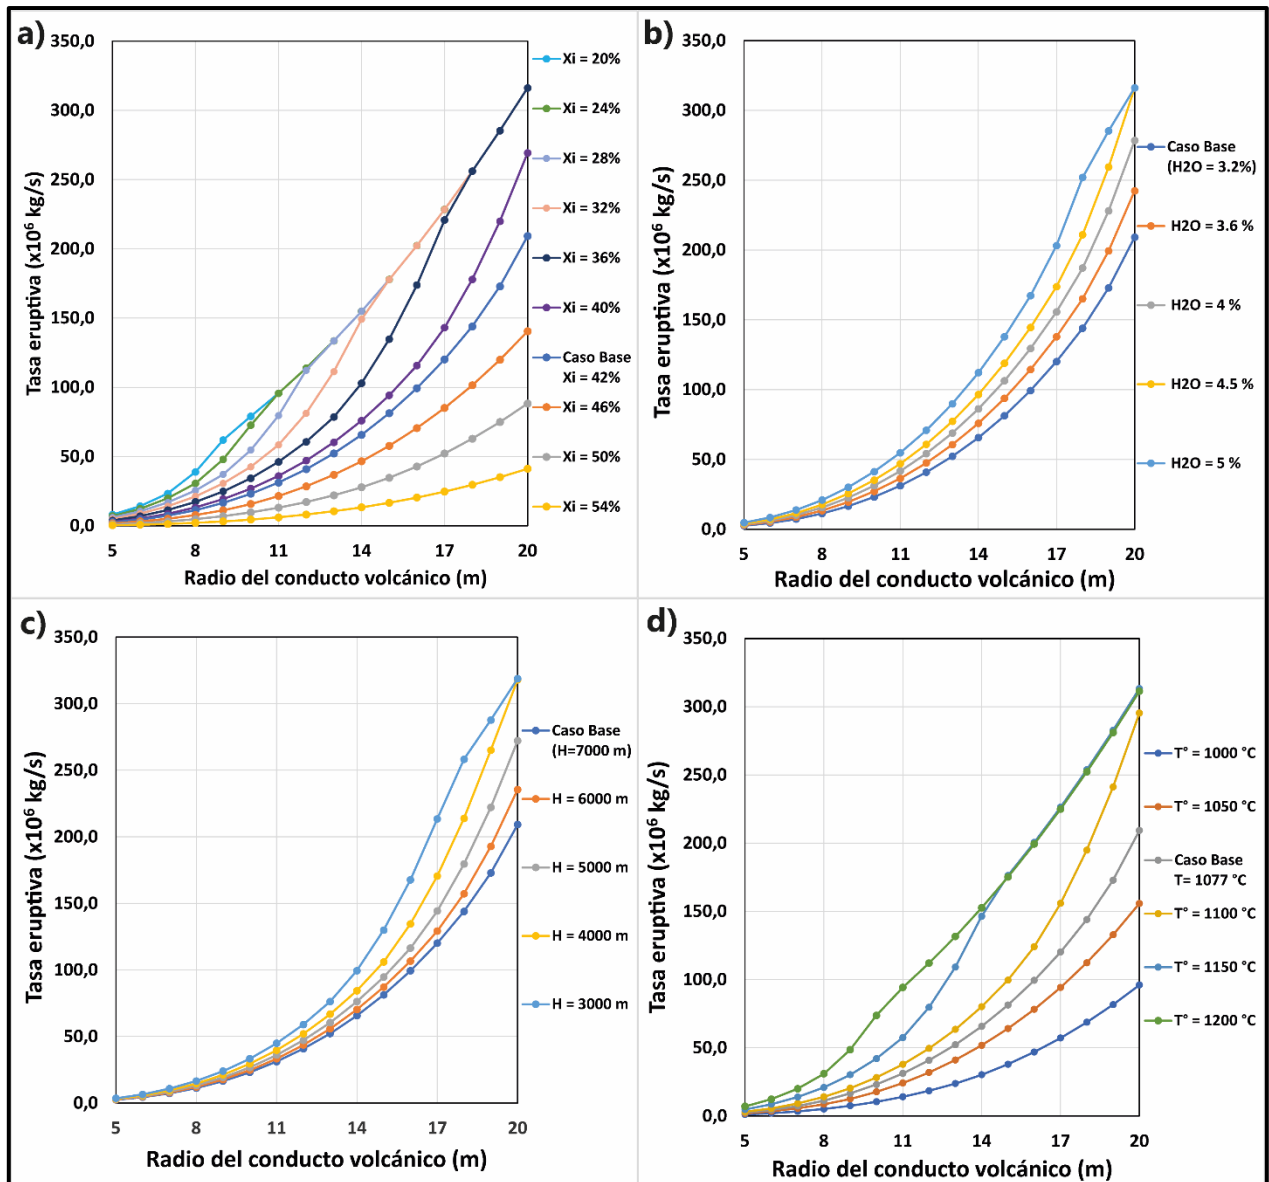 a)
350,0
300,0
250,0
200,0
150,0
100,0
50,0
0,0
5 8 11 14 17 20
Tasa eruptiva (x10⁶ kg/s)
Radio del conducto volcánico (m)
Xi = 20%
Xi = 24%
Xi = 28%
Xi = 32%
Xi = 36%
Xi = 40%
Caso Base
Xi = 42%
Xi = 46%
Xi = 50%
Xi = 54%
b)
350,0
300,0
250,0
200,0
150,0
100,0
50,0
0,0
5 8 11 14 17 20
Tasa eruptiva (x10⁶ kg/s)
Radio del conducto volcánico (m)
Caso Base
(H2O = 3.2%)
H2O = 3.6 %
H2O = 4 %
H2O = 4.5 %
H2O = 5 %
c)
350,0
300,0
250,0
200,0
150,0
100,0
50,0
0,0
5 8 11 14 17 20
Tasa eruptiva (x10⁶ kg/s)
Radio del conducto volcánico (m)
Caso Base
(H=7000 m)
H = 6000 m
H = 5000 m
H = 4000 m
H = 3000 m
d)
350,0
300,0
250,0
200,0
150,0
100,0
50,0
0,0
5 8 11 14 17 20
Tasa eruptiva (x10⁶ kg/s)
Radio del conducto volcánico (m)
T° = 1000 °C
T° = 1050 °C
Caso Base
T= 1077 °C
T° = 1100 °C
T° = 1150 °C
T° = 1200 °C